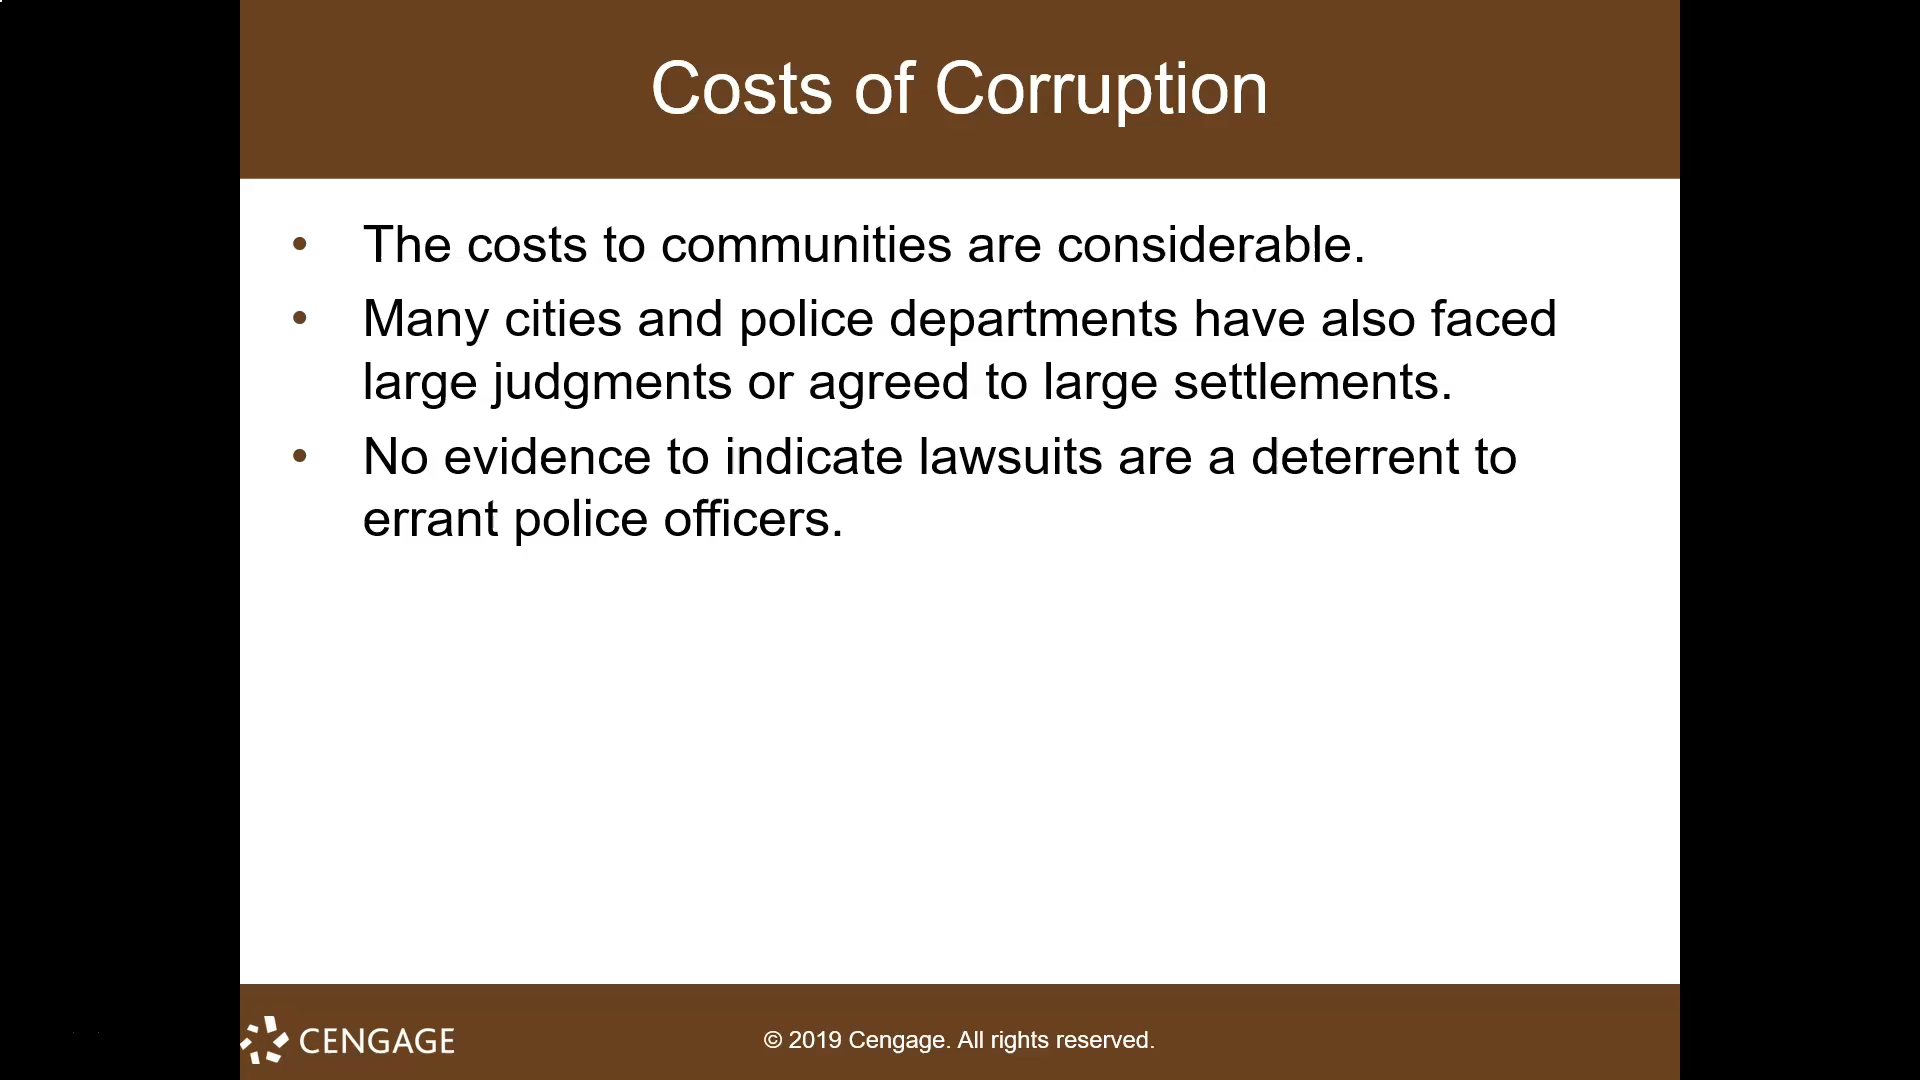 Costs of Corruption
• The costs to communities are considerable.
• Many cities and police departments have also faced
large judgments or agreed to large settlements.
• No evidence to indicate lawsuits are a deterrent to
errant police officers.
CENGAGE
© 2019 Cengage. All rights reserved.